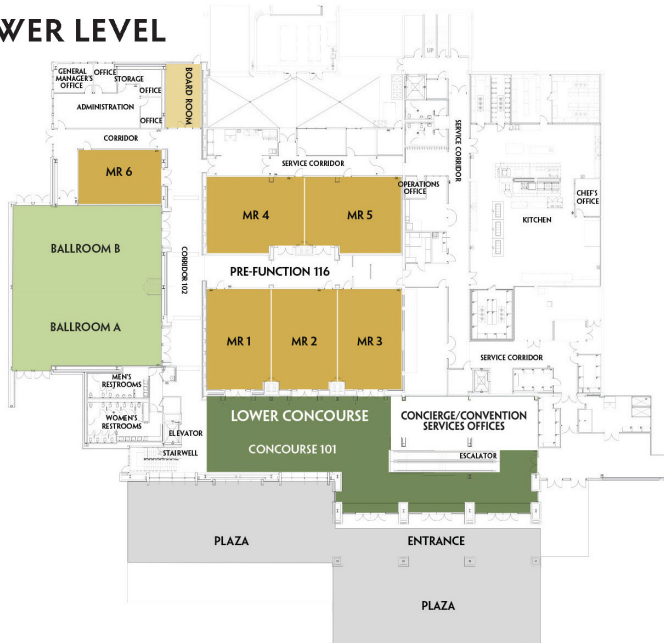 WER LEVEL
GENERAL
MANAGER'S
OFFICE
OFFICE
STORAGE
OFFICE
ADMINISTRATION
OFFICE
BOARD ROOM
UP
CORRIDOR
SERVICE CORRIDOR
SERVICE CORRIDOR
MR 6
OPERATIONS
OFFICE
CHEF'S
OFFICE
MR 4
MR 5
KITCHEN
BALLROOM B
CORRIDOR 102
PRE-FUNCTION 116
BALLROOM A
MR 1
MR 2
MR 3
SERVICE CORRIDOR
MEN'S
RESTROOMS
WOMEN'S
RESTROOMS
LOWER CONCOURSE
CONCIERGE/CONVENTION
SERVICES OFFICES
ELEVATOR
CONCOURSE 101
STAIRWELL
ESCALATOR
PLAZA
ENTRANCE
PLAZA